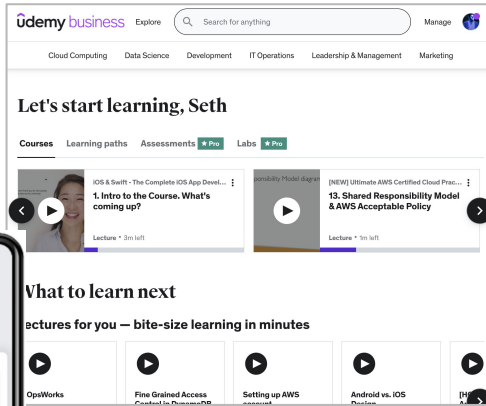 ûdemy business Explore Search for anything Manage
Cloud Computing Data Science Development IT Operations Leadership & Management Marketing
Let's start learning, Seth
Courses Learning paths Assessments ★ Pro Labs ★ Pro
iOS & Swift - The Complete iOS App Devel...
1. Intro to the Course. What's
coming up?
Lecture • 3m left
ponsibility Model diagram
[NEW] Ultimate AWS Certified Cloud Prac...
13. Shared Responsibility Model
& AWS Acceptable Policy
Lecture • 1m left
What to learn next
ectures for you — bite-size learning in minutes
OpsWorks
Fine Grained Access
Control in DynamoDB
Setting up AWS
account
Android vs. iOS
Design